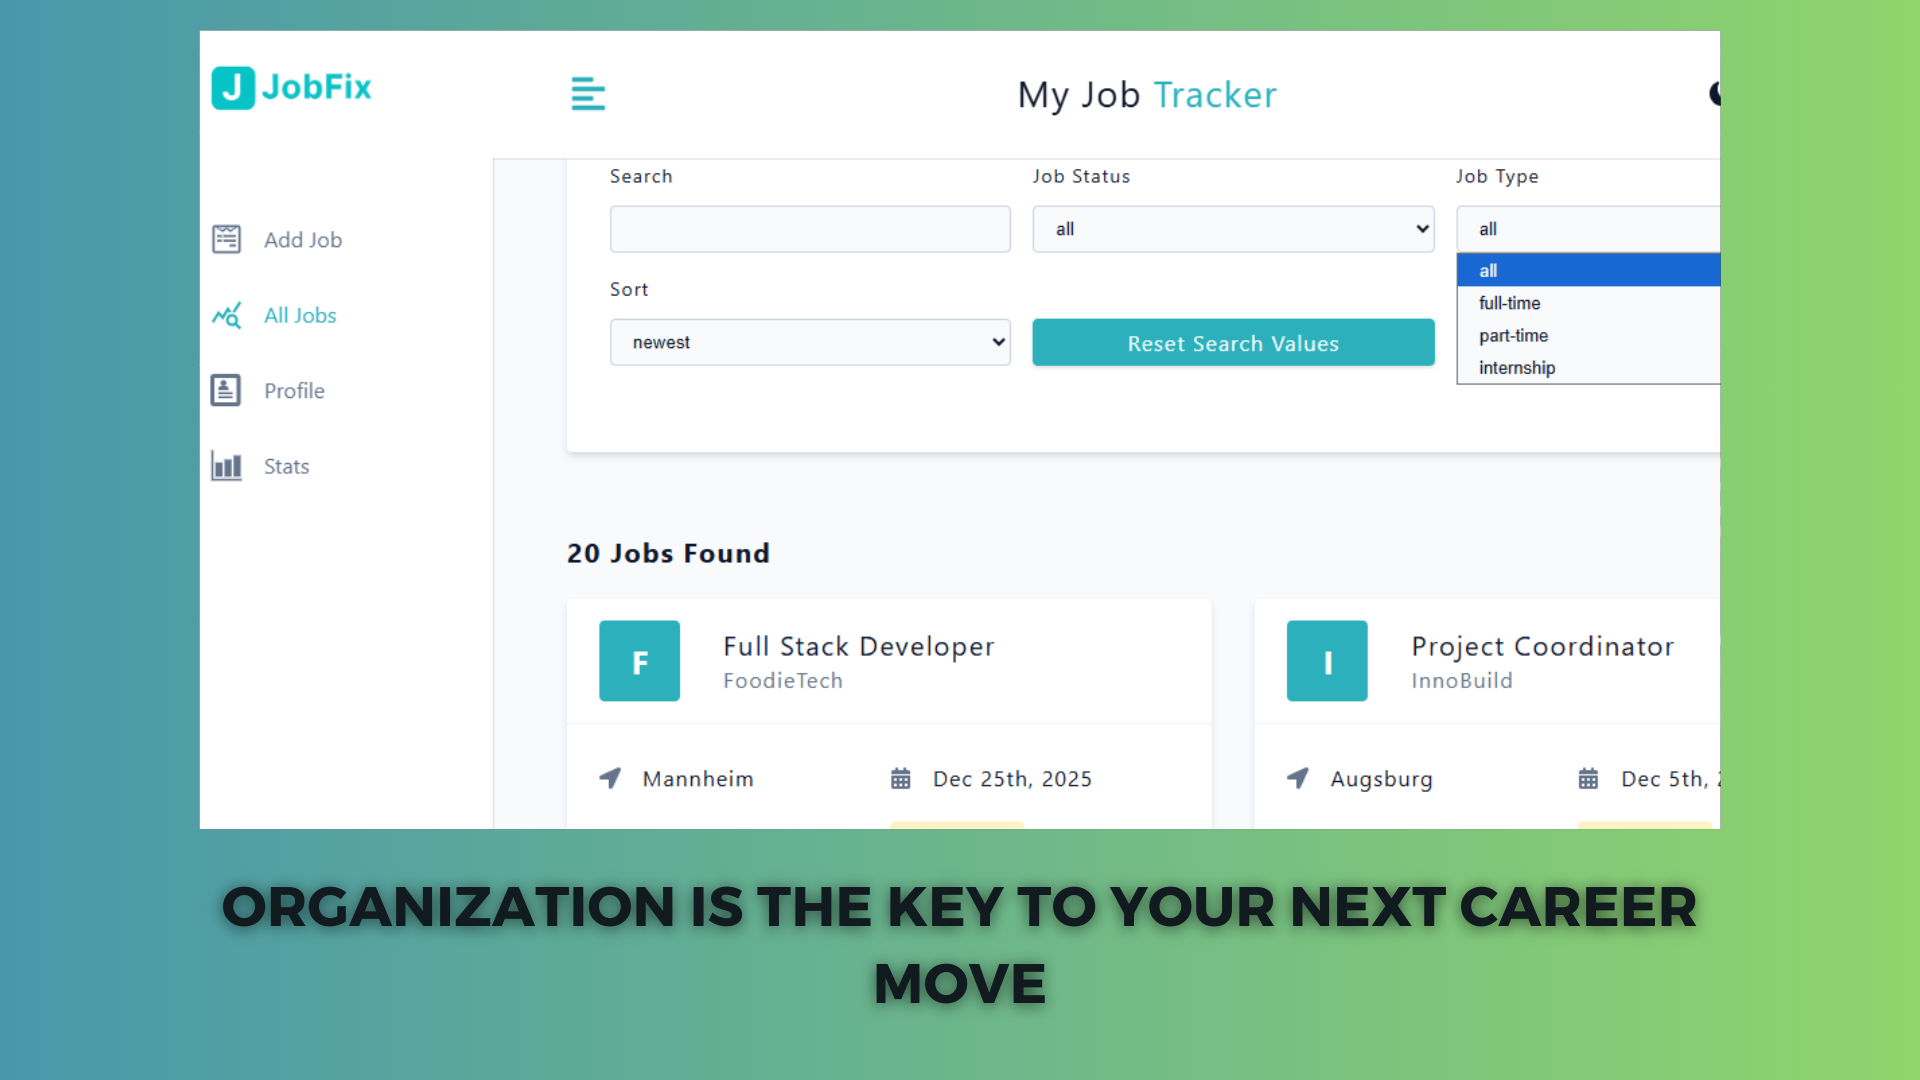 J JobFix
My Job Tracker
Add Job
All Jobs
Profile
Stats
Search
Job Status
Job Type
all
all
all
full-time
part-time
internship
Sort
newest
Reset Search Values
20 Jobs Found
F
Full Stack Developer
FoodieTech
Mannheim
Dec 25th, 2025
I
Project Coordinator
InnoBuild
Augsburg
Dec 5th,
ORGANIZATION IS THE KEY TO YOUR NEXT CAREER
MOVE